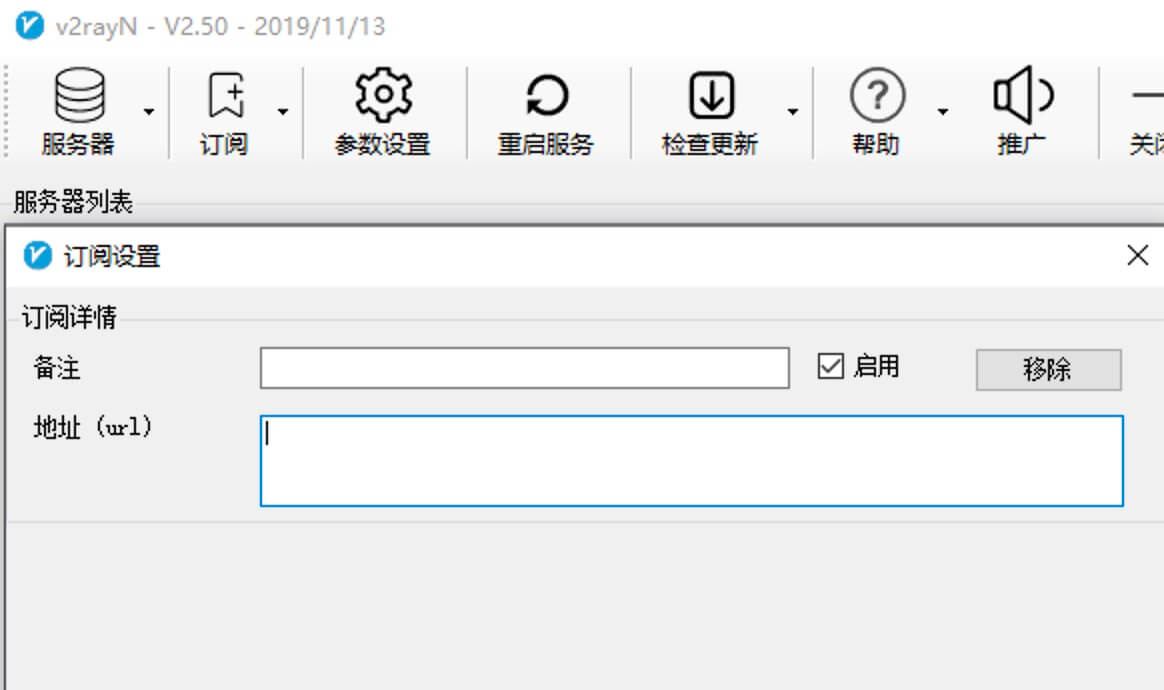 v2rayN - V2.50 - 2019/11/13
服务器 订阅 参数设置 重启服务 检查更新 帮助 推广
服务器列表
订阅设置
订阅详情
备注 启用 移除
地址（url）